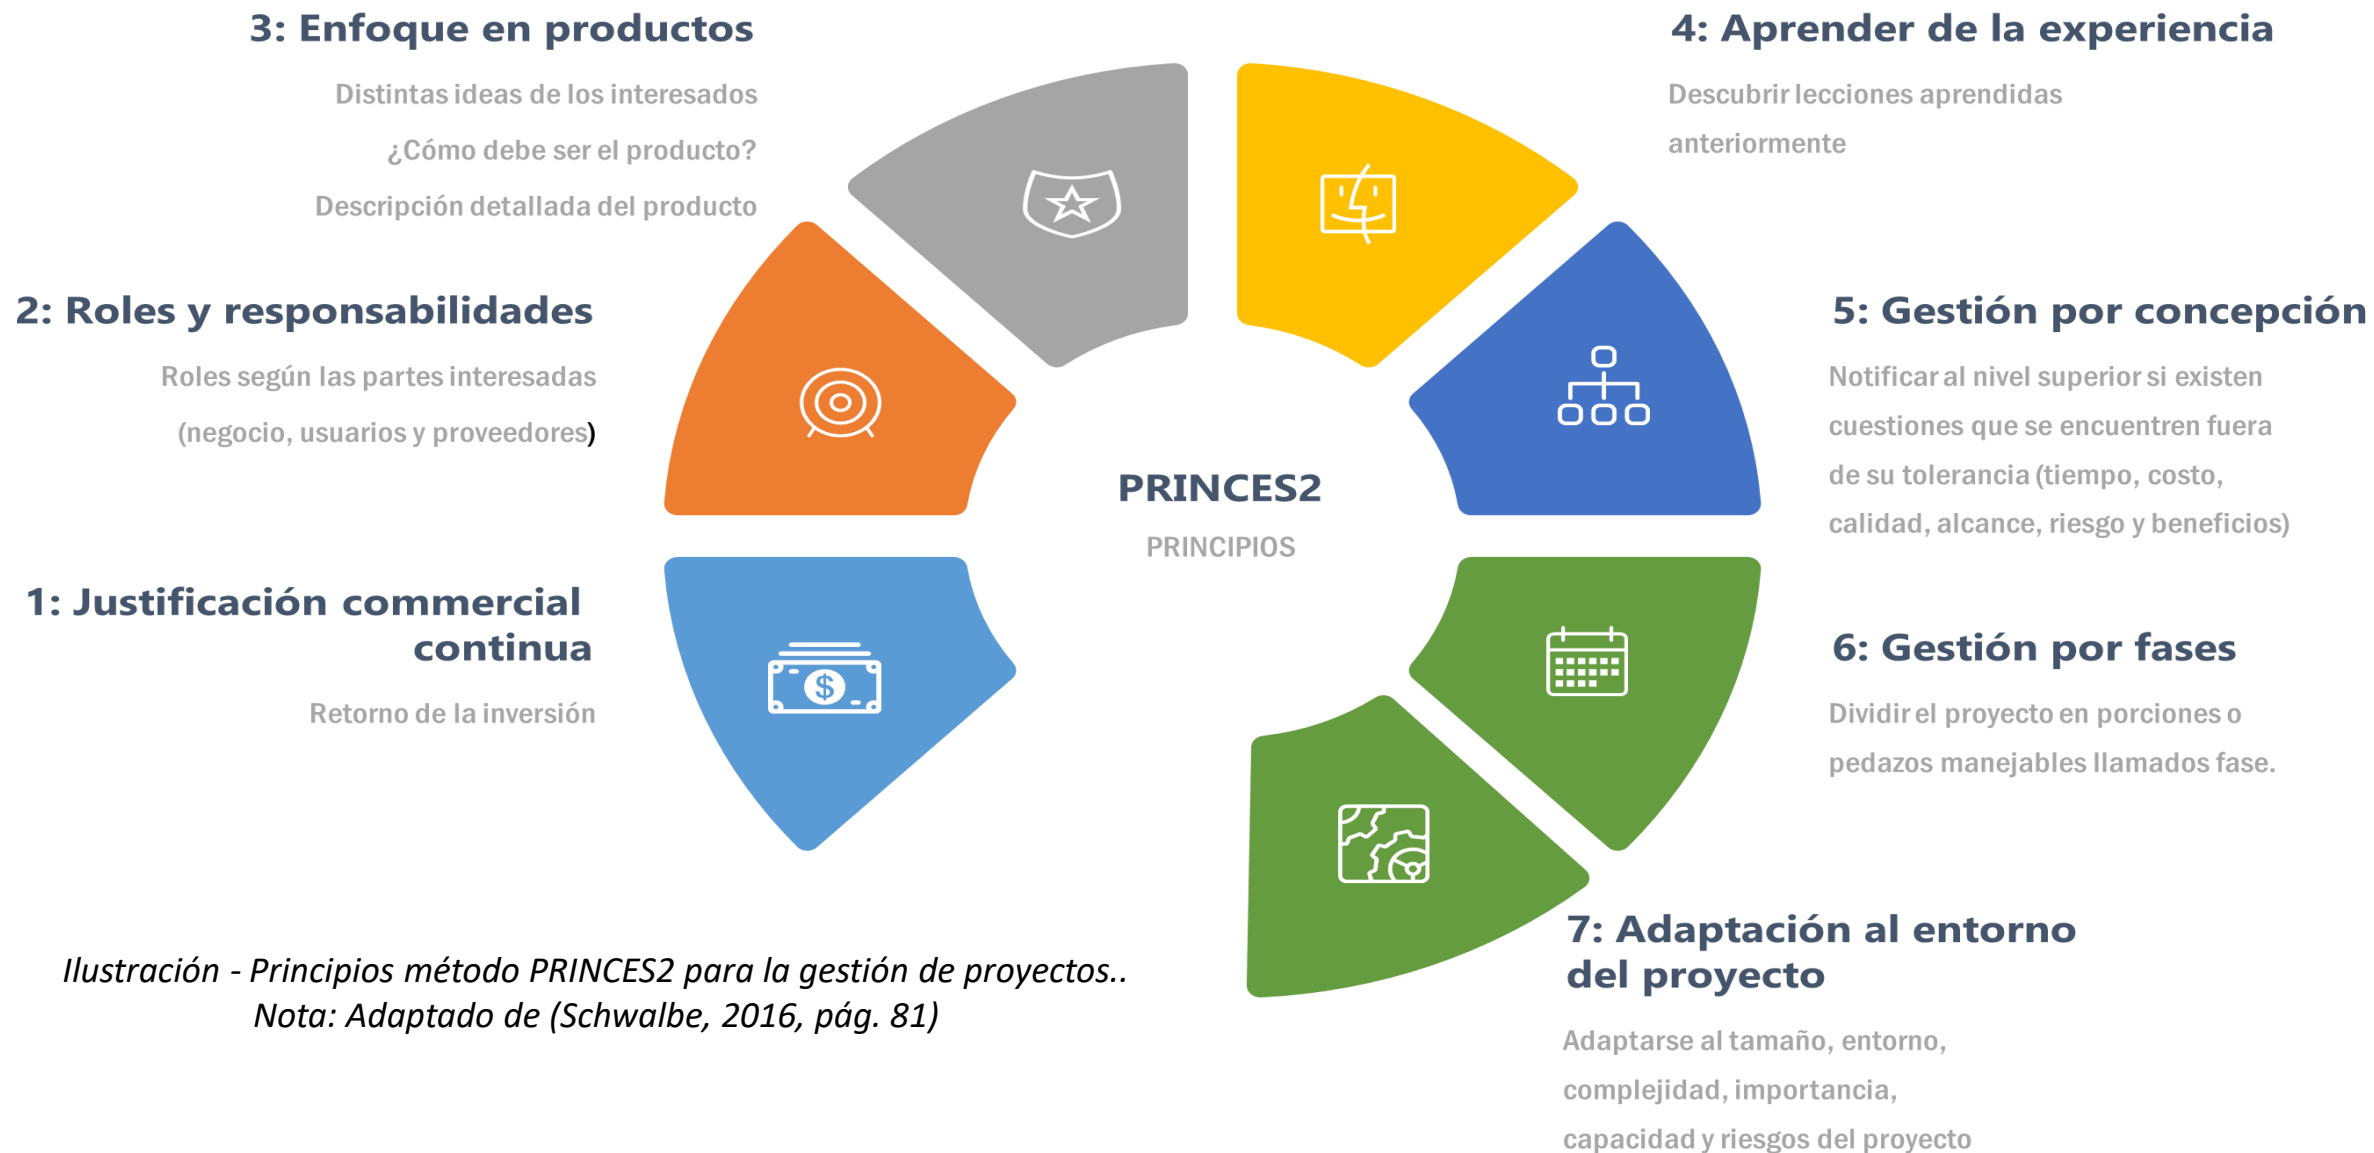 3: Enfoque en productos
Distintas ideas de los interesados
¿Cómo debe ser el producto?
Descripción detallada del producto
4: Aprender de la experiencia
Descubrir lecciones aprendidas
anteriormente
2: Roles y responsabilidades
Roles según las partes interesadas
(negocio, usuarios y proveedores)
5: Gestión por concepción
Notificar al nivel superior si existen
cuestiones que se encuentren fuera
de su tolerancia (tiempo, costo,
calidad, alcance, riesgo y beneficios)
PRINCES2
PRINCIPIOS
1: Justificación commercial
continua
Retorno de la inversión
$
6: Gestión por fases
Dividir el proyecto en porciones o
pedazos manejables llamados fase.
7: Adaptación al entorno
del proyecto
Adaptarse al tamaño, entorno,
complejidad, importancia,
capacidad y riesgos del proyecto
Ilustración - Principios método PRINCES2 para la gestión de proyectos..
Nota: Adaptado de (Schwalbe, 2016, pág. 81)